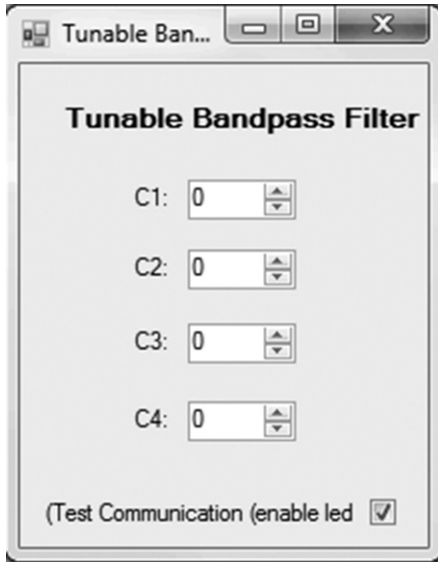 Tunable Ban...
Tunable Bandpass Filter
C1: 0
C2: 0
C3: 0
C4: 0
(Test Communication (enable led